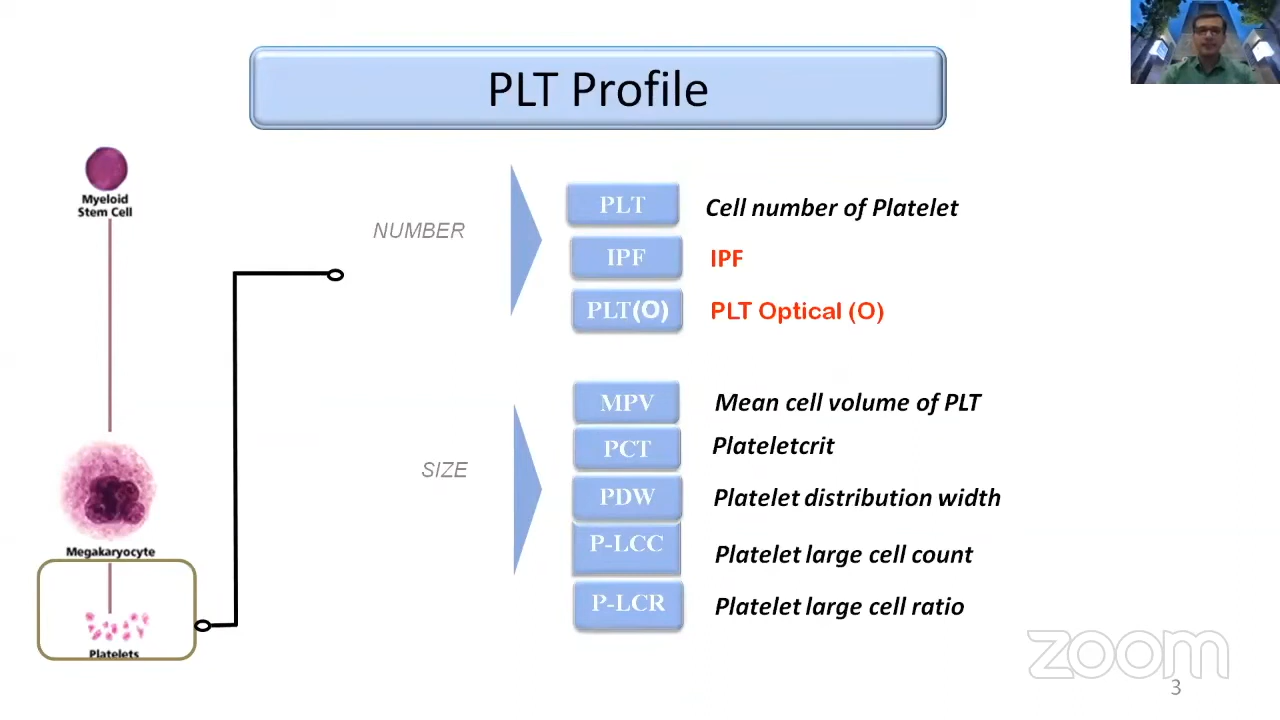 PLT Profile
Myeloid
Stem Cell
Megakaryocyte
Platelets
NUMBER
PLT Cell number of Platelet
IPF IPF
PLT(O) PLT Optical (O)
SIZE
MPV Mean cell volume of PLT
PCT Plateletcrit
PDW Platelet distribution width
P-LCC Platelet large cell count
P-LCR Platelet large cell ratio
zoom
3